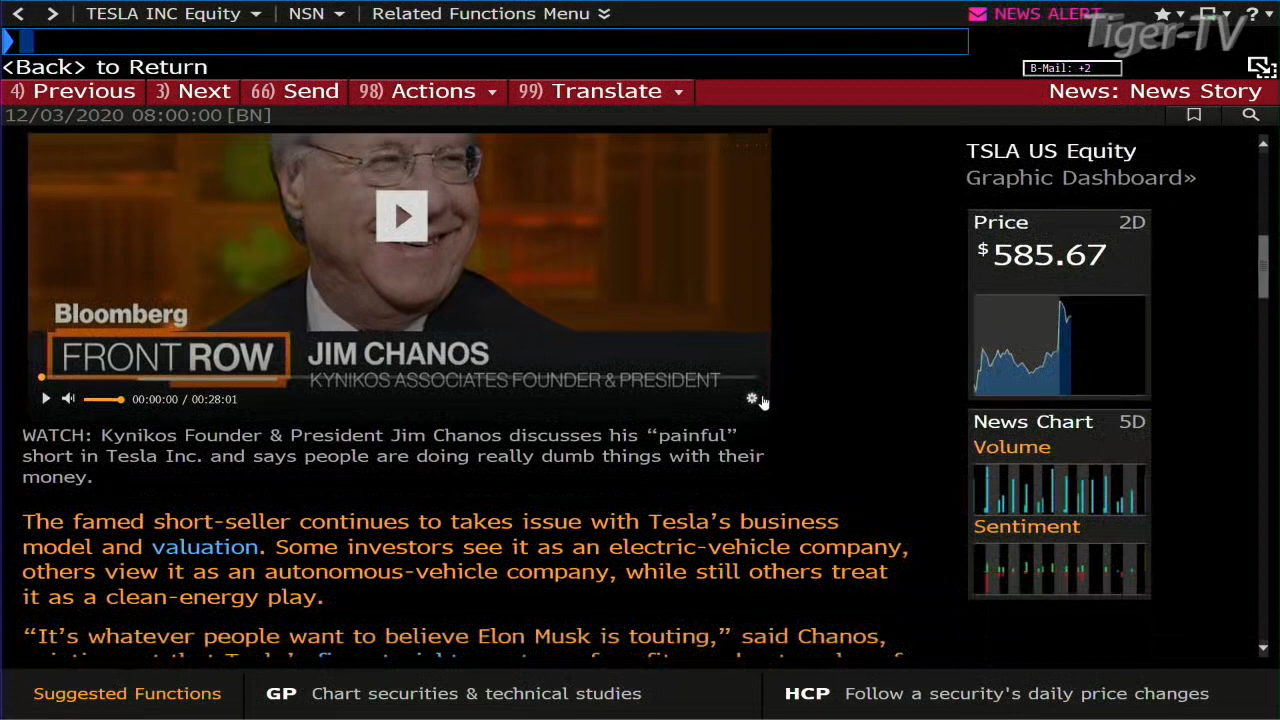 TESLA INC Equity NSN Related Functions Menu NEWS ALERT ?
Tiger-TV
<Back> to Return
B-Mail: +2
4) Previous 3) Next 66) Send 98) Actions 99) Translate News: News Story
12/03/2020 08:00:00 [BN]
TSLA US Equity
Graphic Dashboard»
Price 2D
$585.67
Bloomberg
FRONT ROW
JIM CHANOS
KYNIKOS ASSOCIATES FOUNDER & PRESIDENT
00:00:00 / 00:28:01
News Chart 5D
Volume
Sentiment
WATCH: Kynikos Founder & President Jim Chanos discusses his “painful”
short in Tesla Inc. and says people are doing really dumb things with their
money.
The famed short-seller continues to takes issue with Tesla’s business
model and valuation. Some investors see it as an electric-vehicle company,
others view it as an autonomous-vehicle company, while still others treat
it as a clean-energy play.
“It’s whatever people want to believe Elon Musk is touting,” said Chanos,
Suggested Functions GP Chart securities & technical studies HCP Follow a security's daily price changes